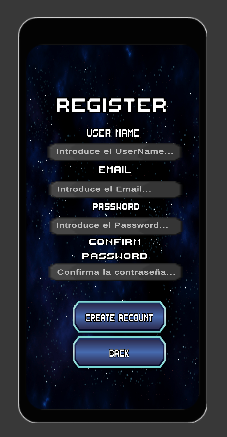 REGISTER
USER NAME
Introduce el UserName...
EMAIL
Introduce el Email...
PASSWORD
Introduce el Password...
CONFIRM
PASSWORD
Confirma la contraseña...
CREATE ACCOUNT
BACK